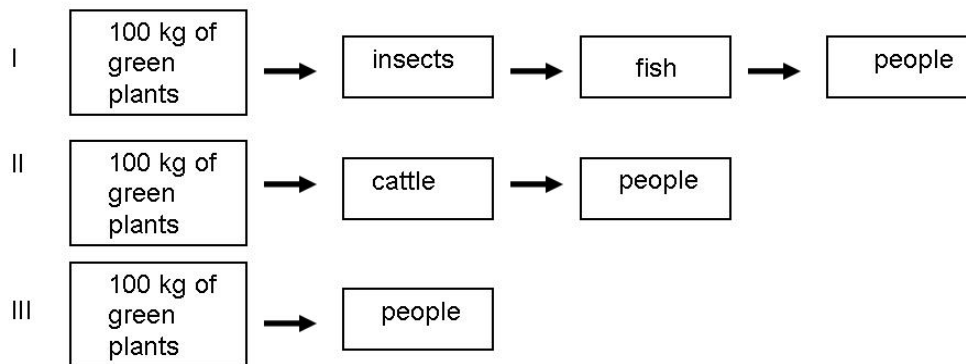 I
100 kg of
green
plants
insects
fish
people
II
100 kg of
green
plants
cattle
people
III
100 kg of
green
plants
people